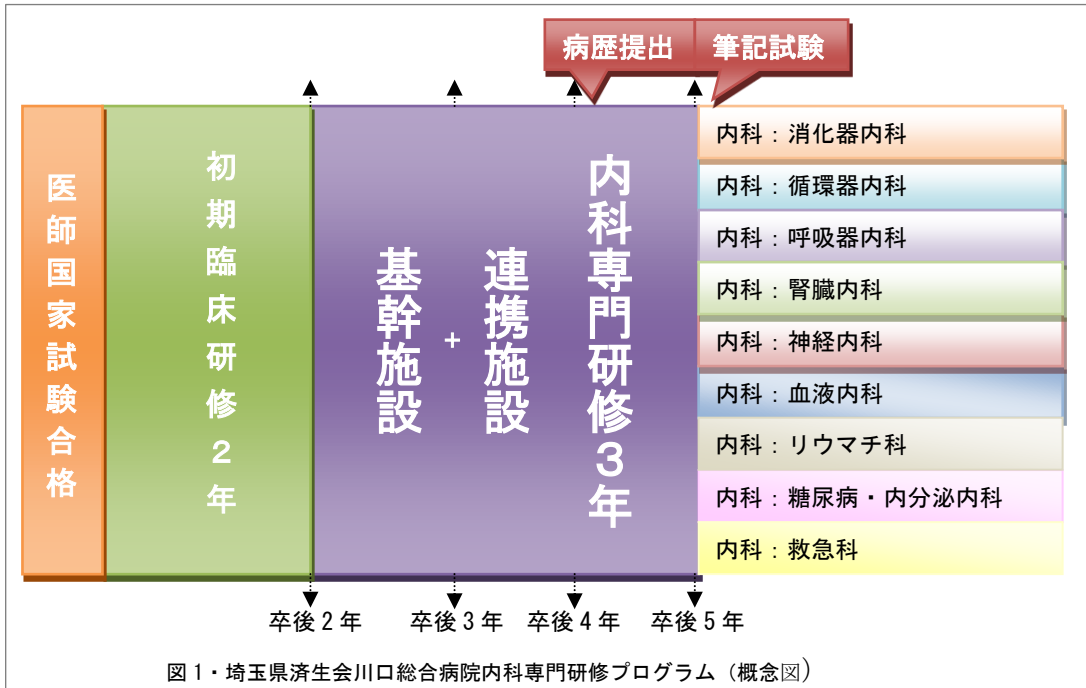 病歴提出
筆記試験
医師国家試験合格
初期臨床研修２年
基幹施設
+
連携施設
内科専門研修３年
内科：消化器内科
内科：循環器内科
内科：呼吸器内科
内科：腎臓内科
内科：神経内科
内科：血液内科
内科：リウマチ科
内科：糖尿病・内分泌内科
内科：救急科
卒後２年
卒後３年
卒後４年
卒後５年
図１・埼玉県済生会川口総合病院内科専門研修プログラム（概念図）